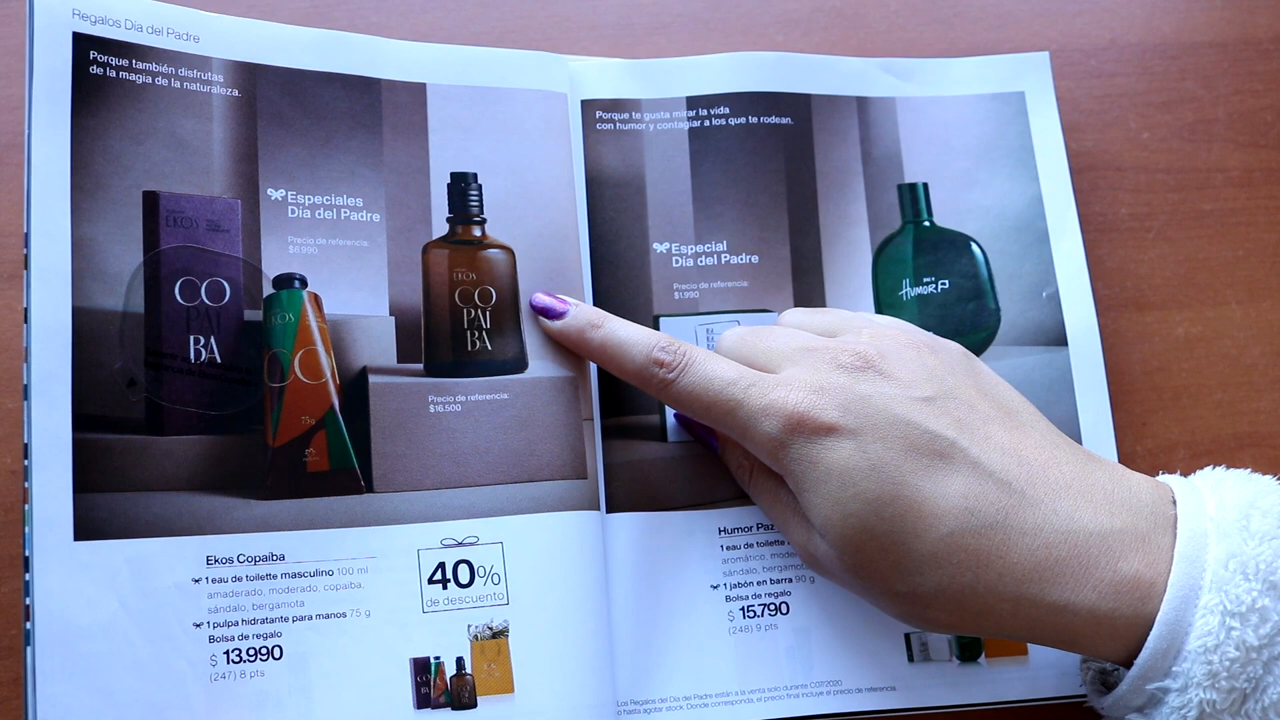 Regalos Día del Padre
Porque también disfrutas
de la magia de la naturaleza.
Especiales
Día del Padre
Precio de referencia:
$6.990
EKOS
CO
PAÍ
BA
EKOS
CO
75g
EKOS
CO
PAÍ
BA
Precio de referencia:
$16.500
Ekos Copaíba
1 eau de toilette masculino 100 ml
amaderado, moderado, copaiba,
sándalo, bergamota
1 pulpa hidratante para manos 75 g
Bolsa de regalo
$ 13.990
(247) 8 pts
40%
de descuento
Porque te gusta mirar la vida
con humor y contagiar a los que te rodean.
Especial
Día del Padre
Precio de referencia:
$1.990
HUMOR
Humor Paz
1 eau de toilette
aromático,
sándalo, bergamota
1 jabón en barra 90 g
Bolsa de regalo
$ 15.790
(248) 9 pts
Los Regalos del Día del Padre están a la venta solo durante C07/2020
o hasta agotar stock. Donde corresponda, el precio final incluye el precio de referencia.